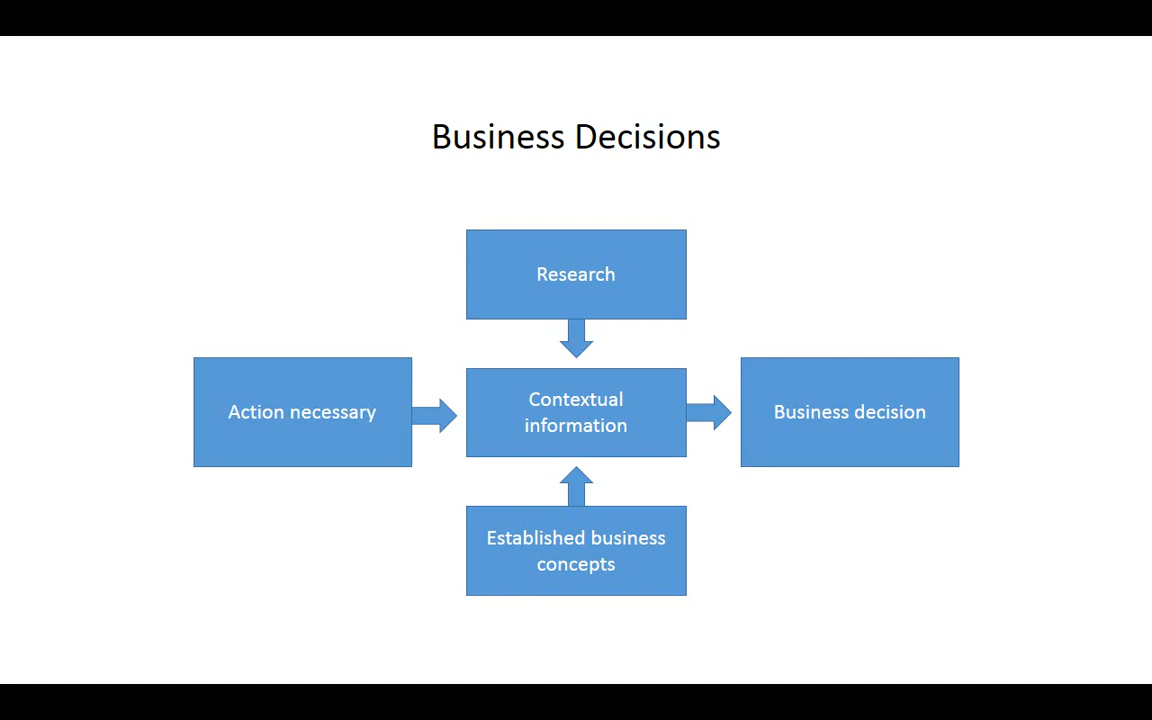 Business Decisions
Research
Action necessary
Contextual
information
Business decision
Established business
concepts